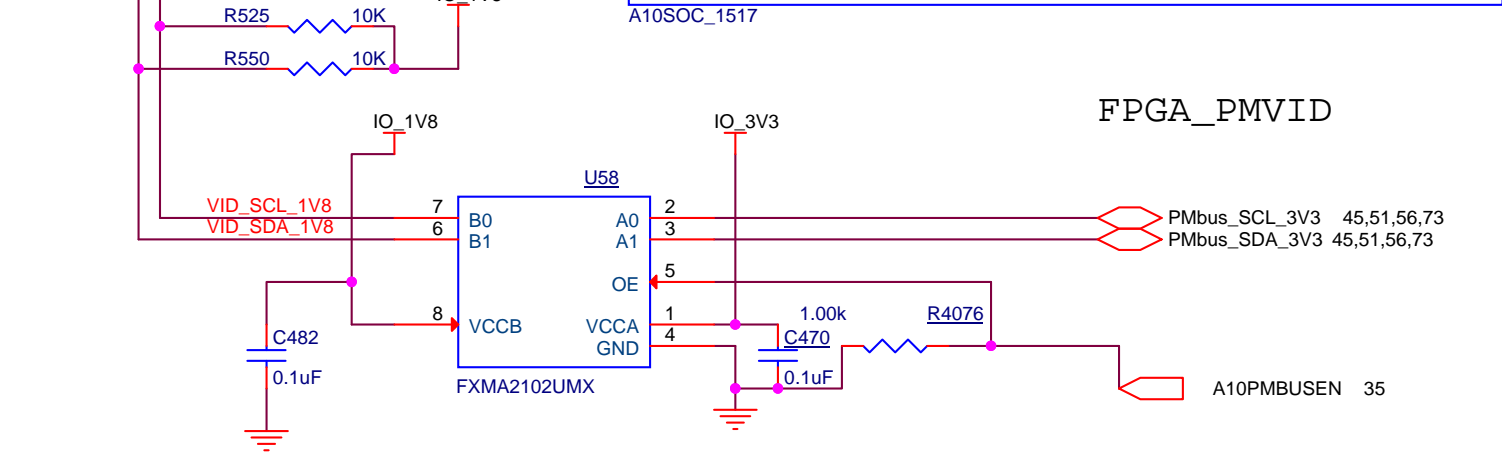 R525 10K
A10SOC_1517
R550 10K
FPGA_PMVID
IO_1V8 IO_3V3
U58
VID_SCL_1V8 7 B0 A0 2 PMbus_SCL_3V3 45,51,56,73
VID_SDA_1V8 6 B1 A1 3 PMbus_SDA_3V3 45,51,56,73
OE 5
8 VCCB VCCA 1 1.00k R4076
C482 GND 4 C470
0.1uF FXMA2102UMX 0.1uF A10PMBUSEN 35